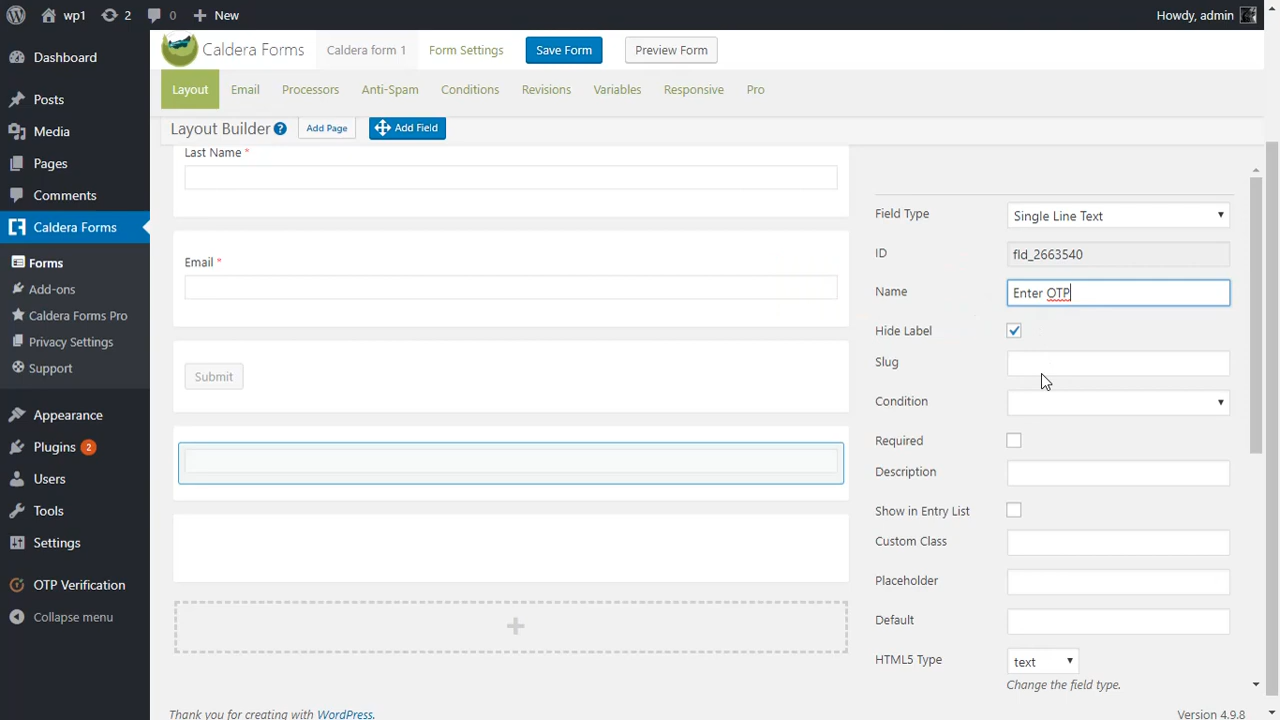 wp1
2
0
New
Howdy, admin
Dashboard
Posts
Media
Pages
Comments
Caldera Forms
Forms
Add-ons
Caldera Forms Pro
Privacy Settings
Support
Appearance
Plugins 2
Users
Tools
Settings
OTP Verification
Collapse menu
Caldera Forms
Caldera form 1
Form Settings
Save Form
Preview Form
Layout
Email
Processors
Anti-Spam
Conditions
Revisions
Variables
Responsive
Pro
Layout Builder ?
Add Page
Add Field
Last Name *
Email *
Submit
Field Type
Single Line Text
ID
fld_2663540
Name
Enter OTP
Hide Label
Slug
Condition
Required
Description
Show in Entry List
Custom Class
Placeholder
Default
HTML5 Type
text
Change the field type.
Thank you for creating with WordPress.
Version 4.9.8